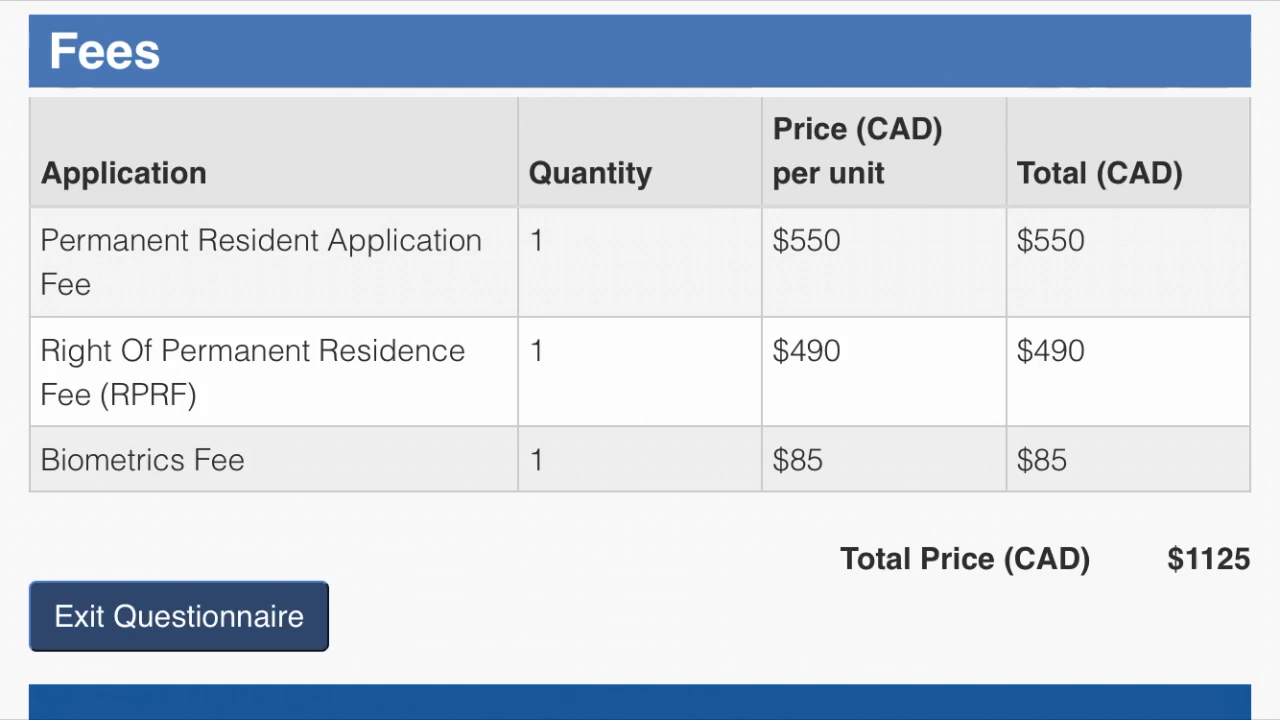 Fees
Application Quantity Price (CAD) per unit Total (CAD)
Permanent Resident Application Fee 1 $550 $550
Right Of Permanent Residence Fee (RPRF) 1 $490 $490
Biometrics Fee 1 $85 $85
Total Price (CAD) $1125
Exit Questionnaire